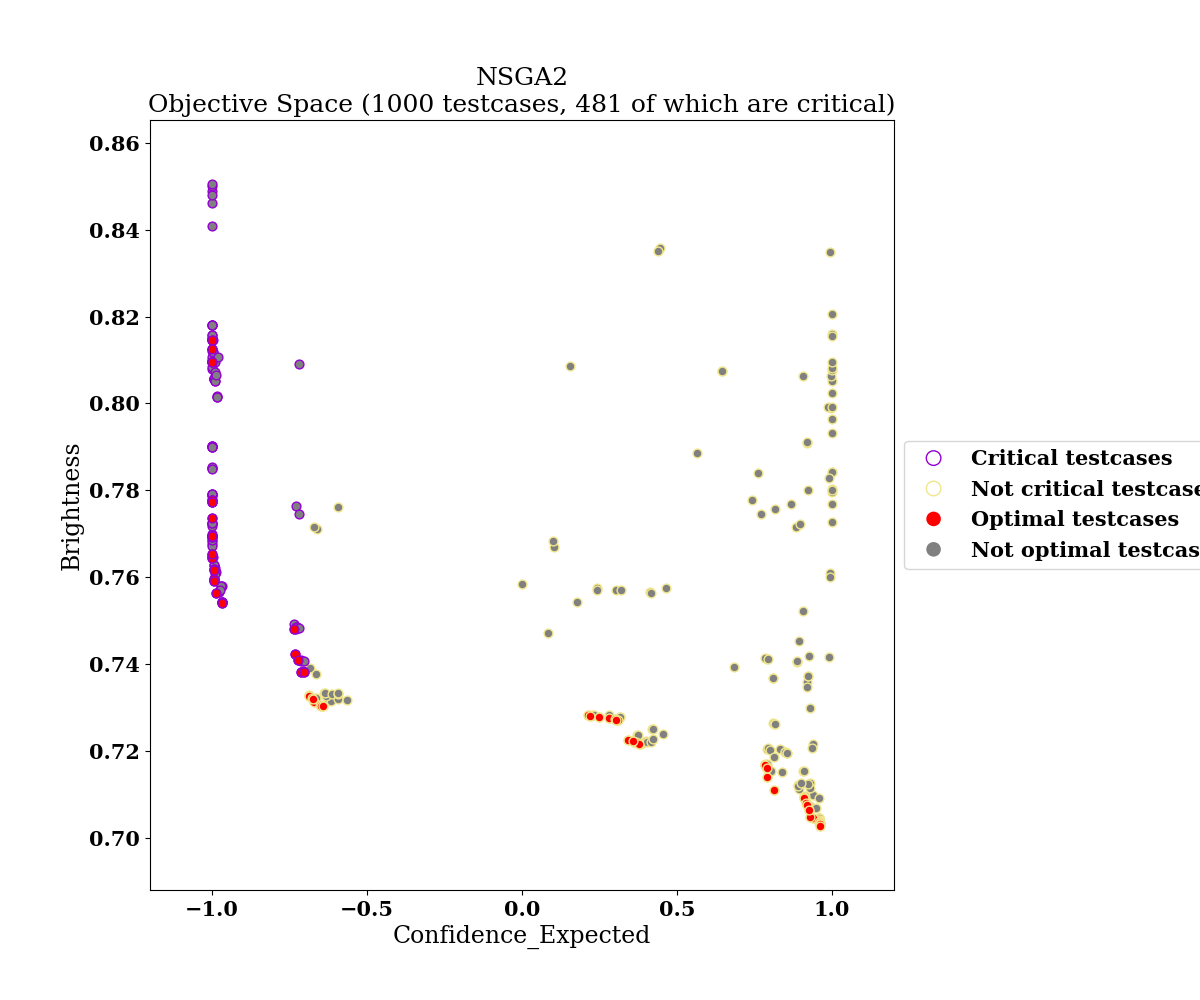 NSGA2
Objective Space (1000 testcases, 481 of which are critical)
0.86
0.84
0.82
0.80
0.78
0.76
0.74
0.72
0.70
Brightness
−1.0
−0.5
0.0
0.5
1.0
Confidence_Expected
Critical testcases
Not critical testcase
Optimal testcases
Not optimal testcas